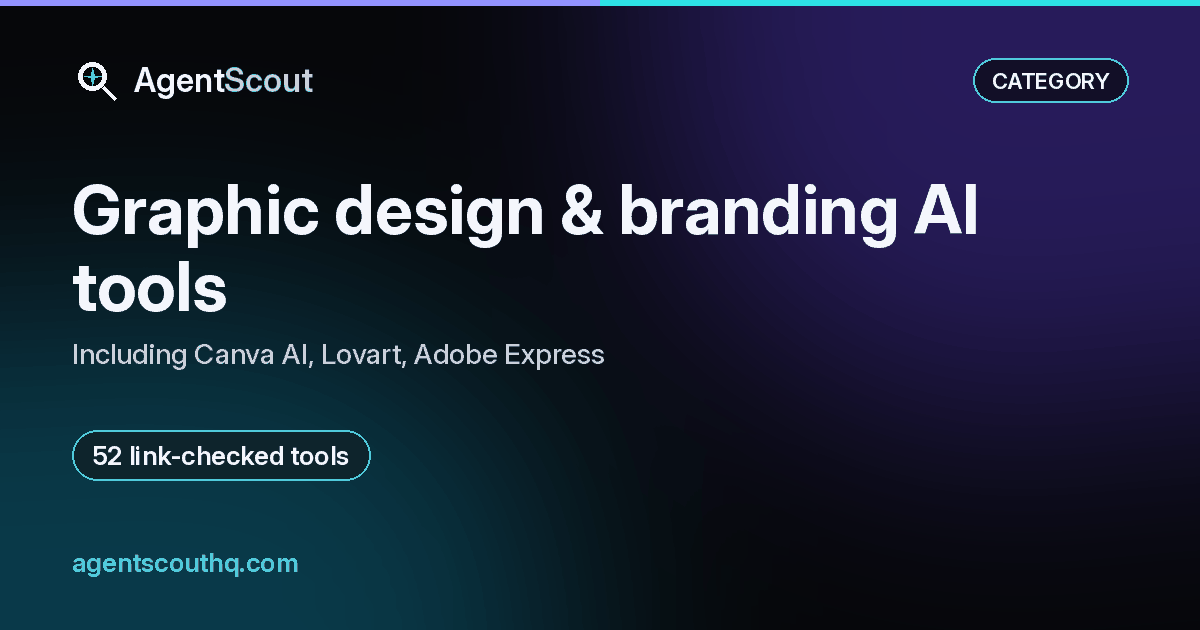 AgentScout
CATEGORY
Graphic design & branding AI
tools
Including Canva AI, Lovart, Adobe Express
52 link-checked tools
agentscouthq.com